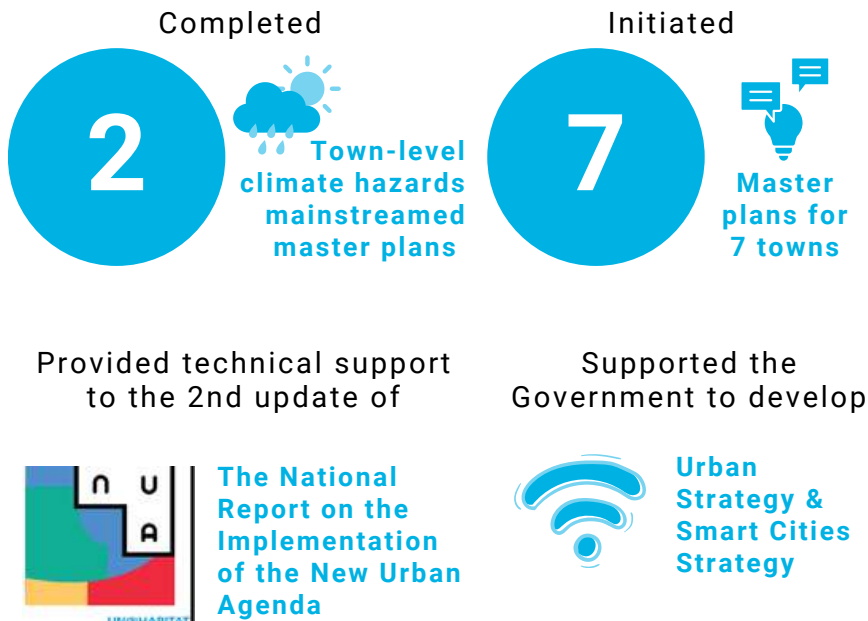 Completed
2
Town-level
climate hazards
mainstreamed
master plans
Initiated
7
Master
plans for
7 towns
Provided technical support
to the 2nd update of
N U
A
The National
Report on the
Implementation
of the New Urban
Agenda
Supported the
Government to develop
Urban
Strategy &
Smart Cities
Strategy